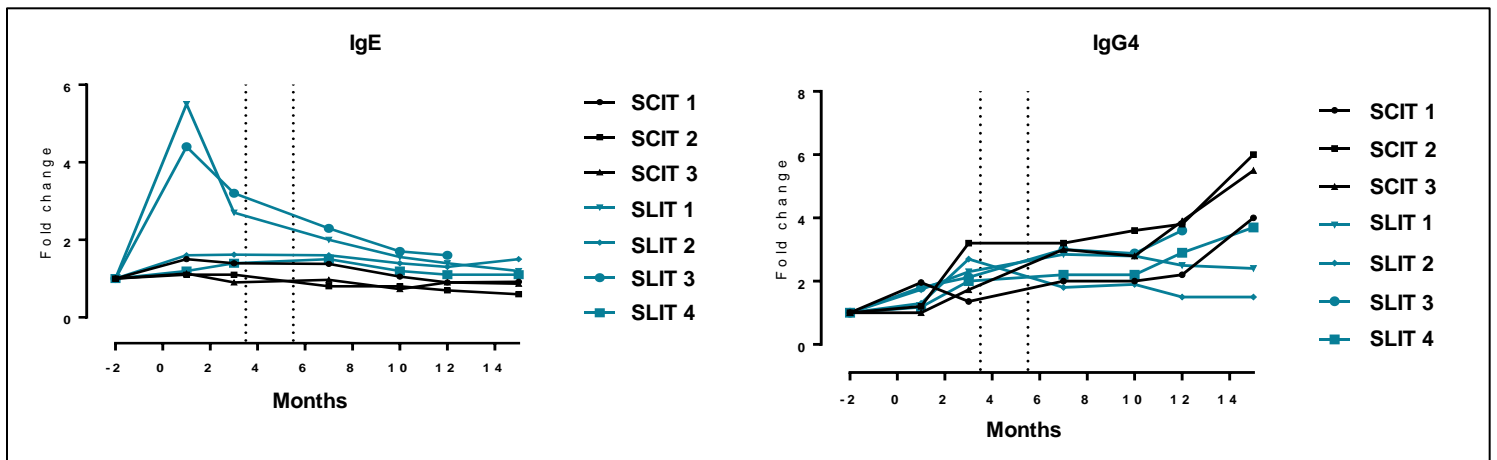 IgE
Fold change
6
4
2
0
-2 0 2 4 6 8 10 12 14
Months
SCIT 1
SCIT 2
SCIT 3
SLIT 1
SLIT 2
SLIT 3
SLIT 4
IgG4
Fold change
8
6
4
2
0
-2 0 2 4 6 8 10 12 14
Months
SCIT 1
SCIT 2
SCIT 3
SLIT 1
SLIT 2
SLIT 3
SLIT 4